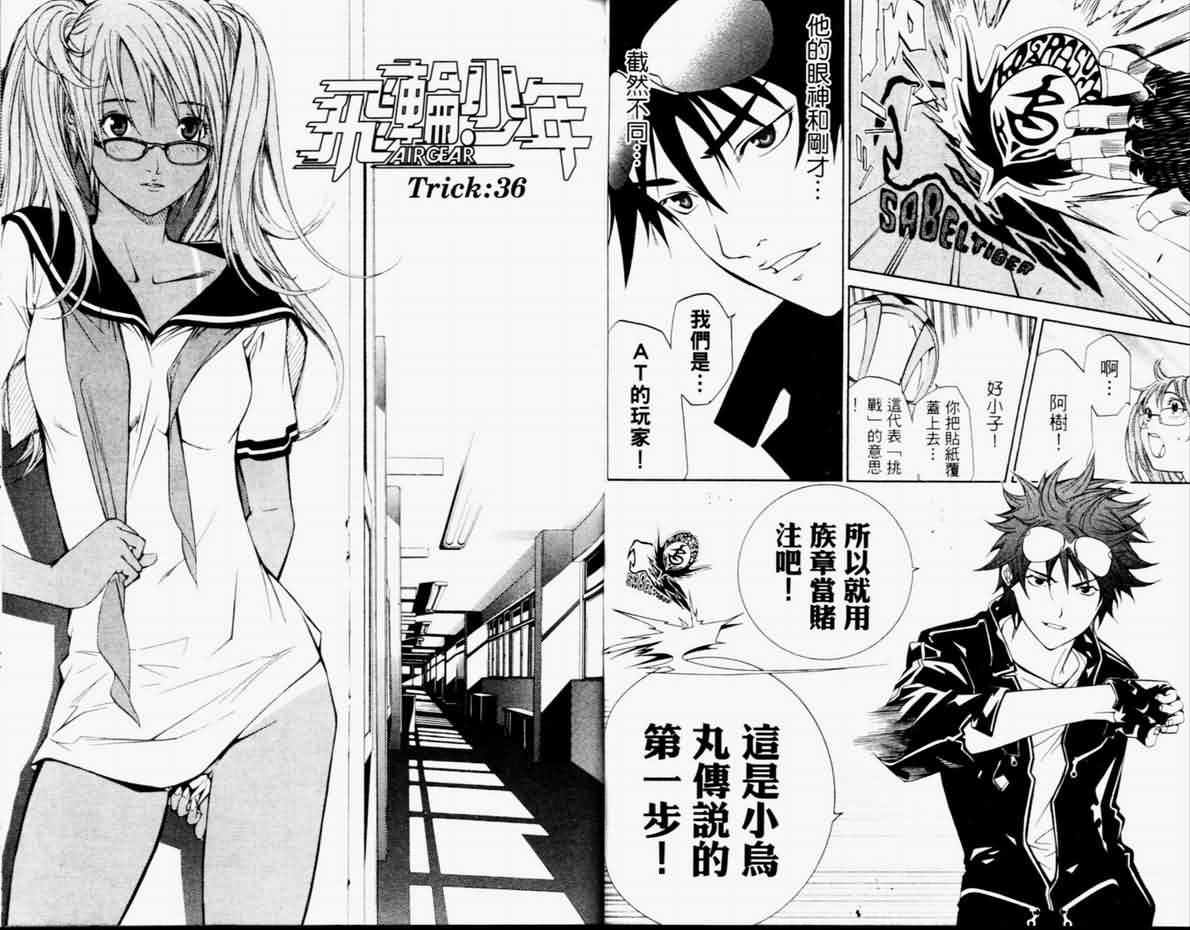 SABELTIGER
他的眼神和剛才…
截然不同…
啊…
阿樹！
好小子！
你把貼紙覆
蓋上去…
這代表「挑
戰」的意思
！
我們是…
AT的玩家！
所以就用
族章當賭
注吧！
這是小烏
丸傳說的
第一步！
飛輪少年
AIRGEAR
Trick:36